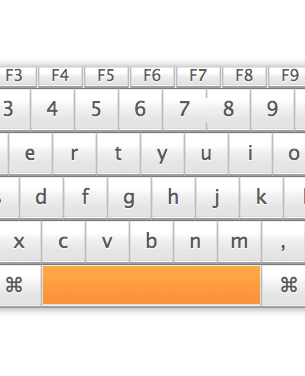 F3 F4 F5 F6 F7 F8 F9
3 4 5 6 7 8 9
e r t y u i o
d f g h j k
x c v b n m ,
⌘ ⌘